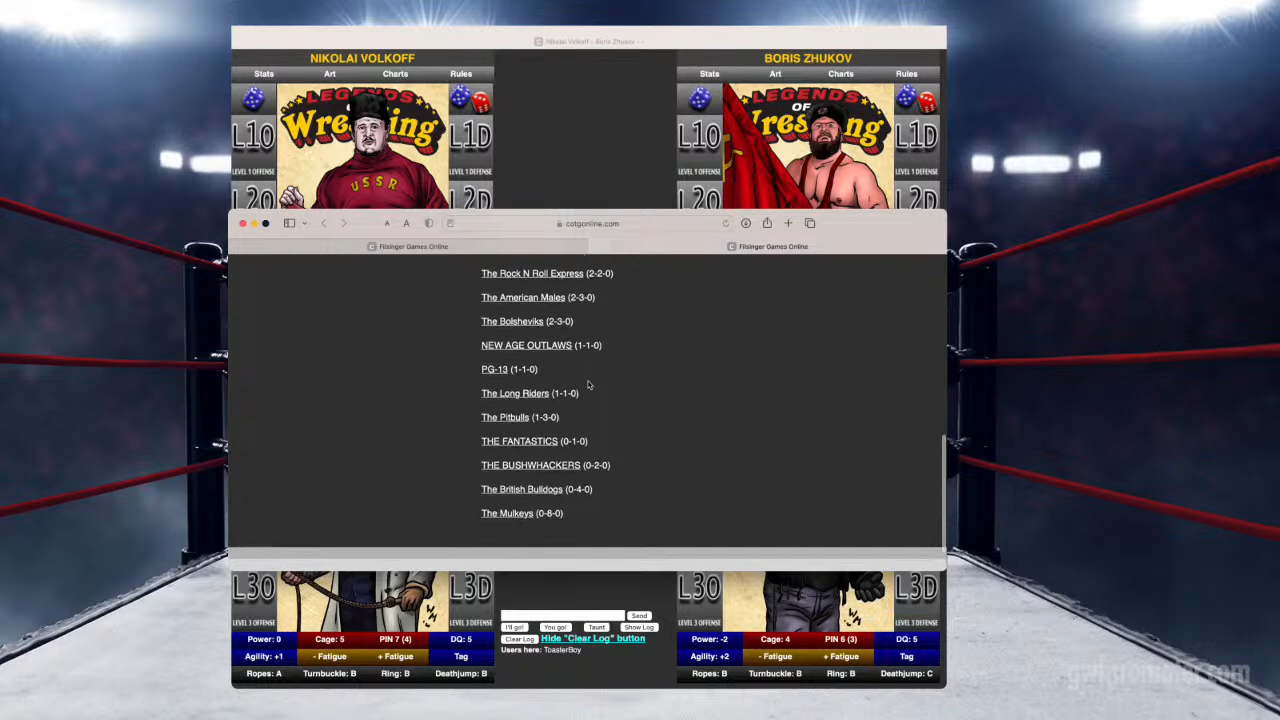 Nikolai Volkoff - Boris Zhukov - -
NIKOLAI VOLKOFF
Stats Art Charts Rules
LEGENDS
OF
Wrestling
USSR
L1O
LEVEL 1 OFFENSE
L1D
LEVEL 1 DEFENSE
L2O
L2D
BORIS ZHUKOV
Stats Art Charts Rules
LEGENDS
OF
Wrestling
L1O
LEVEL 1 OFFENSE
L1D
LEVEL 1 DEFENSE
L2O
L2D
A A cotgonline.com
Filsinger Games Online
Filsinger Games Online
The Rock N Roll Express (2-2-0)
The American Males (2-3-0)
The Bolsheviks (2-3-0)
NEW AGE OUTLAWS (1-1-0)
PG-13 (1-1-0)
The Long Riders (1-1-0)
The Pitbulls (1-3-0)
THE FANTASTICS (0-1-0)
THE BUSHWHACKERS (0-2-0)
The British Bulldogs (0-4-0)
The Mulkeys (0-8-0)
L3O
LEVEL 3 OFFENSE
L3D
LEVEL 3 DEFENSE
Power: 0 Cage: 5 PIN 7 (4) DQ: 5
Agility: +1 - Fatigue + Fatigue Tag
Ropes: A Turnbuckle: B Ring: B Deathjump: B
Send
I'll go! You go! Taunt Show Log
Clear Log Hide "Clear Log" button
Users here: ToasterBoy
L3O
LEVEL 3 OFFENSE
L3D
LEVEL 3 DEFENSE
Power: -2 Cage: 4 PIN 6 (3) DQ: 5
Agility: +2 - Fatigue + Fatigue Tag
Ropes: B Turnbuckle: B Ring: B Deathjump: C